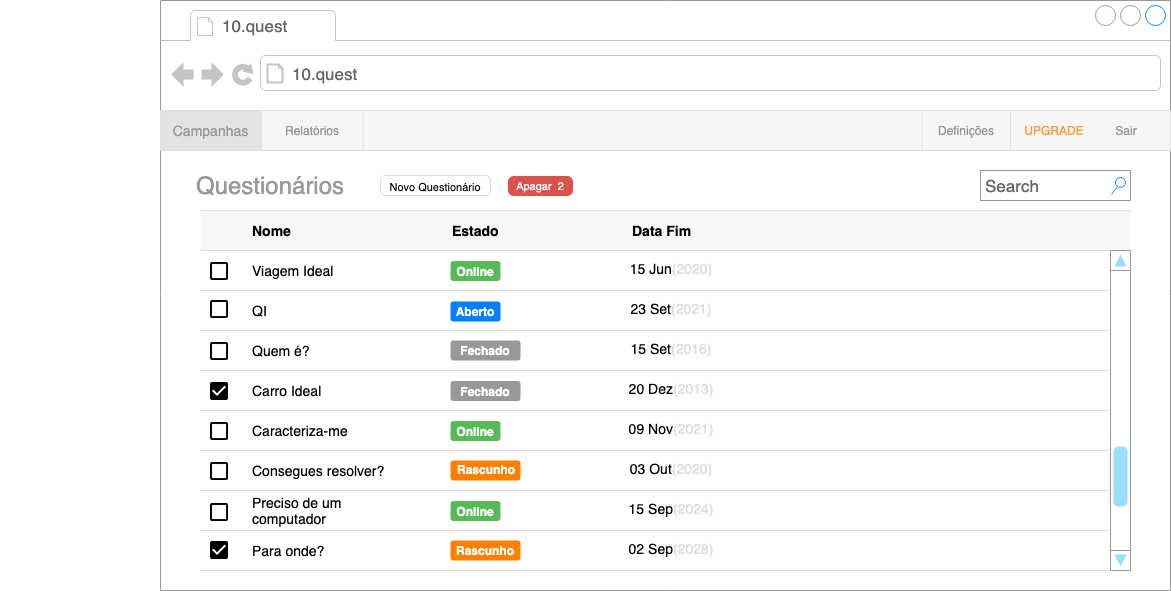 10.quest
10.quest
Campanhas Relatórios Definições UPGRADE Sair
Questionários Novo Questionário Apagar 2 Search
Nome Estado Data Fim
Viagem Ideal Online 15 Jun(2020)
QI Aberto 23 Set(2021)
Quem é? Fechado 15 Set(2016)
Carro Ideal Fechado 20 Dez(2013)
Caracteriza-me Online 09 Nov(2021)
Consegues resolver? Rascunho 03 Out(2020)
Preciso de um
computador Online 15 Sep(2024)
Para onde? Rascunho 02 Sep(2028)